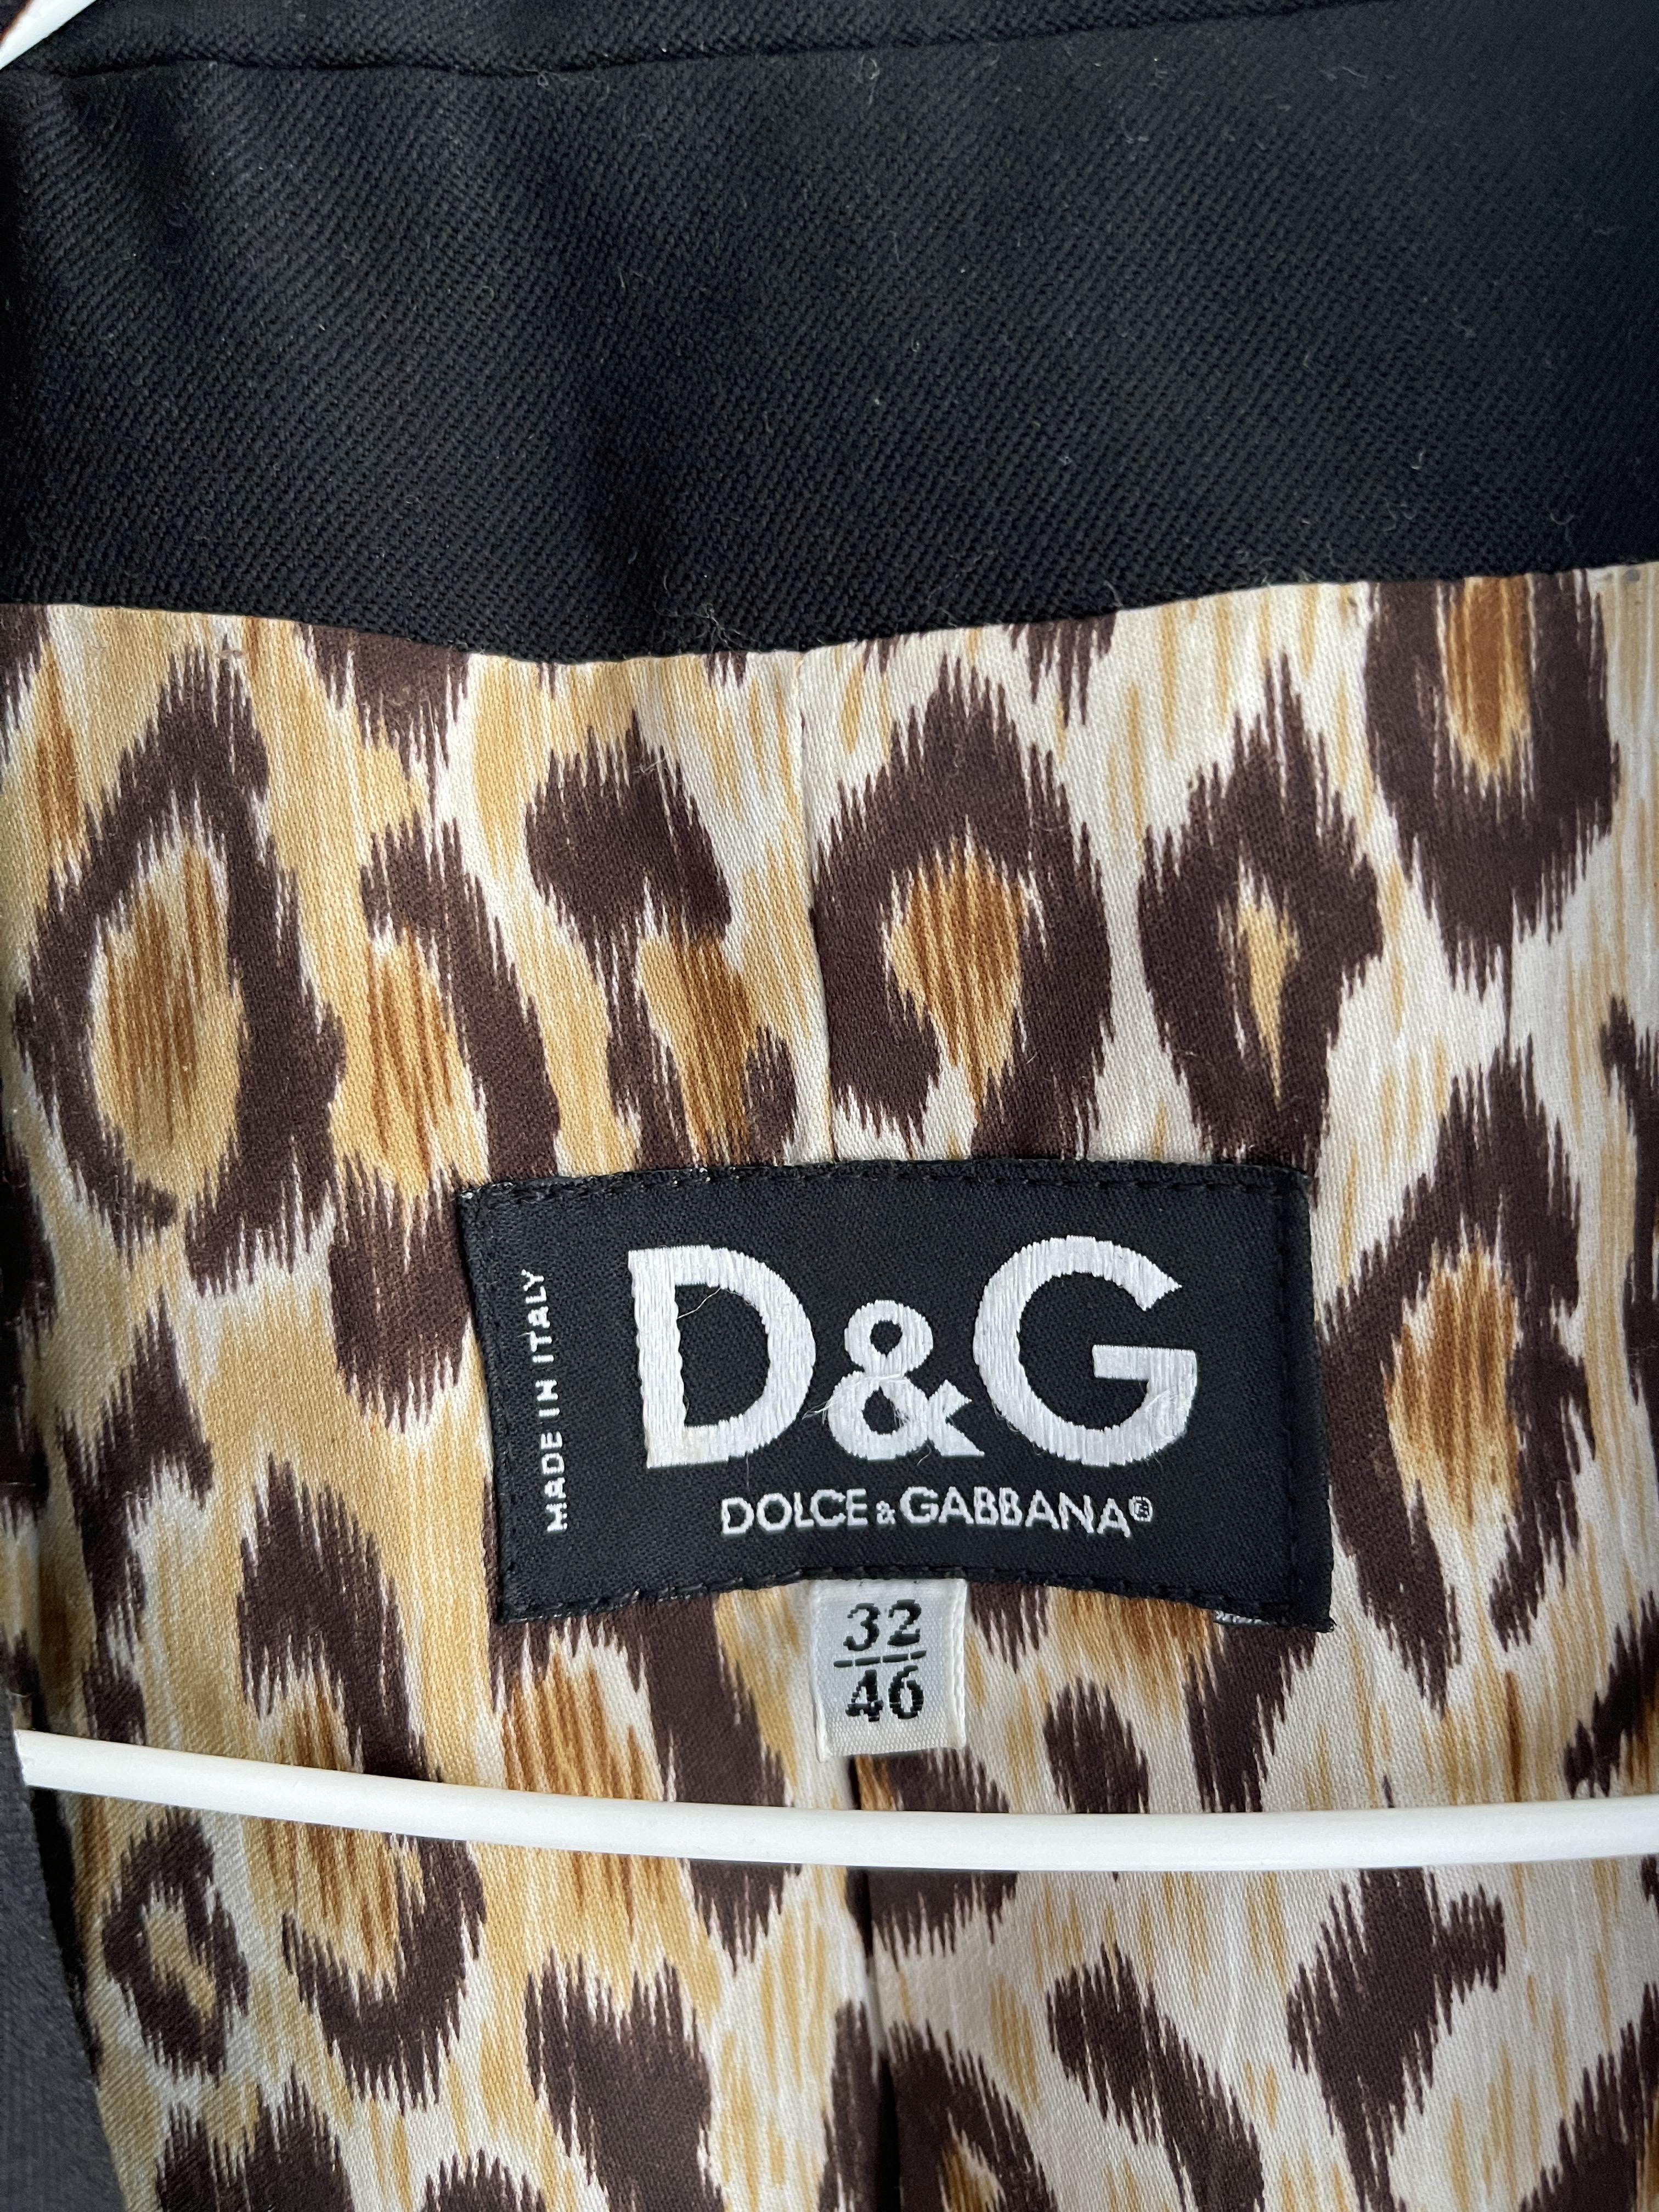 MADE IN ITALY
D&G
DOLCE & GABBANA®
32
46